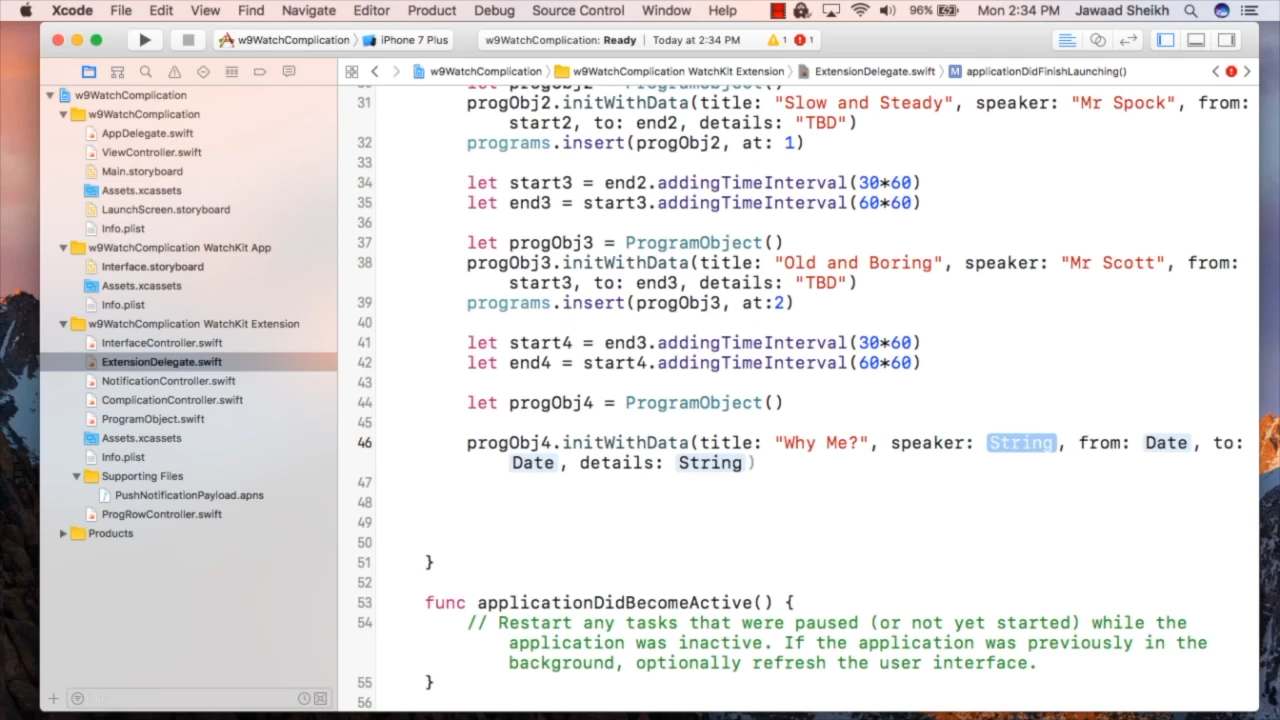 Xcode File Edit View Find Navigate Editor Product Debug Source Control Window Help 96% Mon 2:34 PM Jawaad Sheikh
w9WatchComplication iPhone 7 Plus w9WatchComplication: Ready Today at 2:34 PM 1 1
w9WatchComplication w9WatchComplication WatchKit Extension ExtensionDelegate.swift M applicationDidFinishLaunching()
w9WatchComplication
w9WatchComplication
AppDelegate.swift
ViewController.swift
Main.storyboard
Assets.xcassets
LaunchScreen.storyboard
Info.plist
w9WatchComplication WatchKit App
Interface.storyboard
Assets.xcassets
Info.plist
w9WatchComplication WatchKit Extension
InterfaceController.swift
ExtensionDelegate.swift
NotificationController.swift
ComplicationController.swift
ProgramObject.swift
Assets.xcassets
Info.plist
Supporting Files
PushNotificationPayload.apns
ProgRowController.swift
Products
30 let progObj2 = ProgramObject()
31 progObj2.initWithData(title: "Slow and Steady", speaker: "Mr Spock", from:
start2, to: end2, details: "TBD")
32 programs.insert(progObj2, at: 1)
33
34 let start3 = end2.addingTimeInterval(30*60)
35 let end3 = start3.addingTimeInterval(60*60)
36
37 let progObj3 = ProgramObject()
38 progObj3.initWithData(title: "Old and Boring", speaker: "Mr Scott", from:
start3, to: end3, details: "TBD")
39 programs.insert(progObj3, at:2)
40
41 let start4 = end3.addingTimeInterval(30*60)
42 let end4 = start4.addingTimeInterval(60*60)
43
44 let progObj4 = ProgramObject()
45
46 progObj4.initWithData(title: "Why Me?", speaker: String, from: Date, to:
Date, details: String)
47
48
49
50
51 }
52
53 func applicationDidBecomeActive() {
54 // Restart any tasks that were paused (or not yet started) while the
application was inactive. If the application was previously in the
background, optionally refresh the user interface.
55 }
56